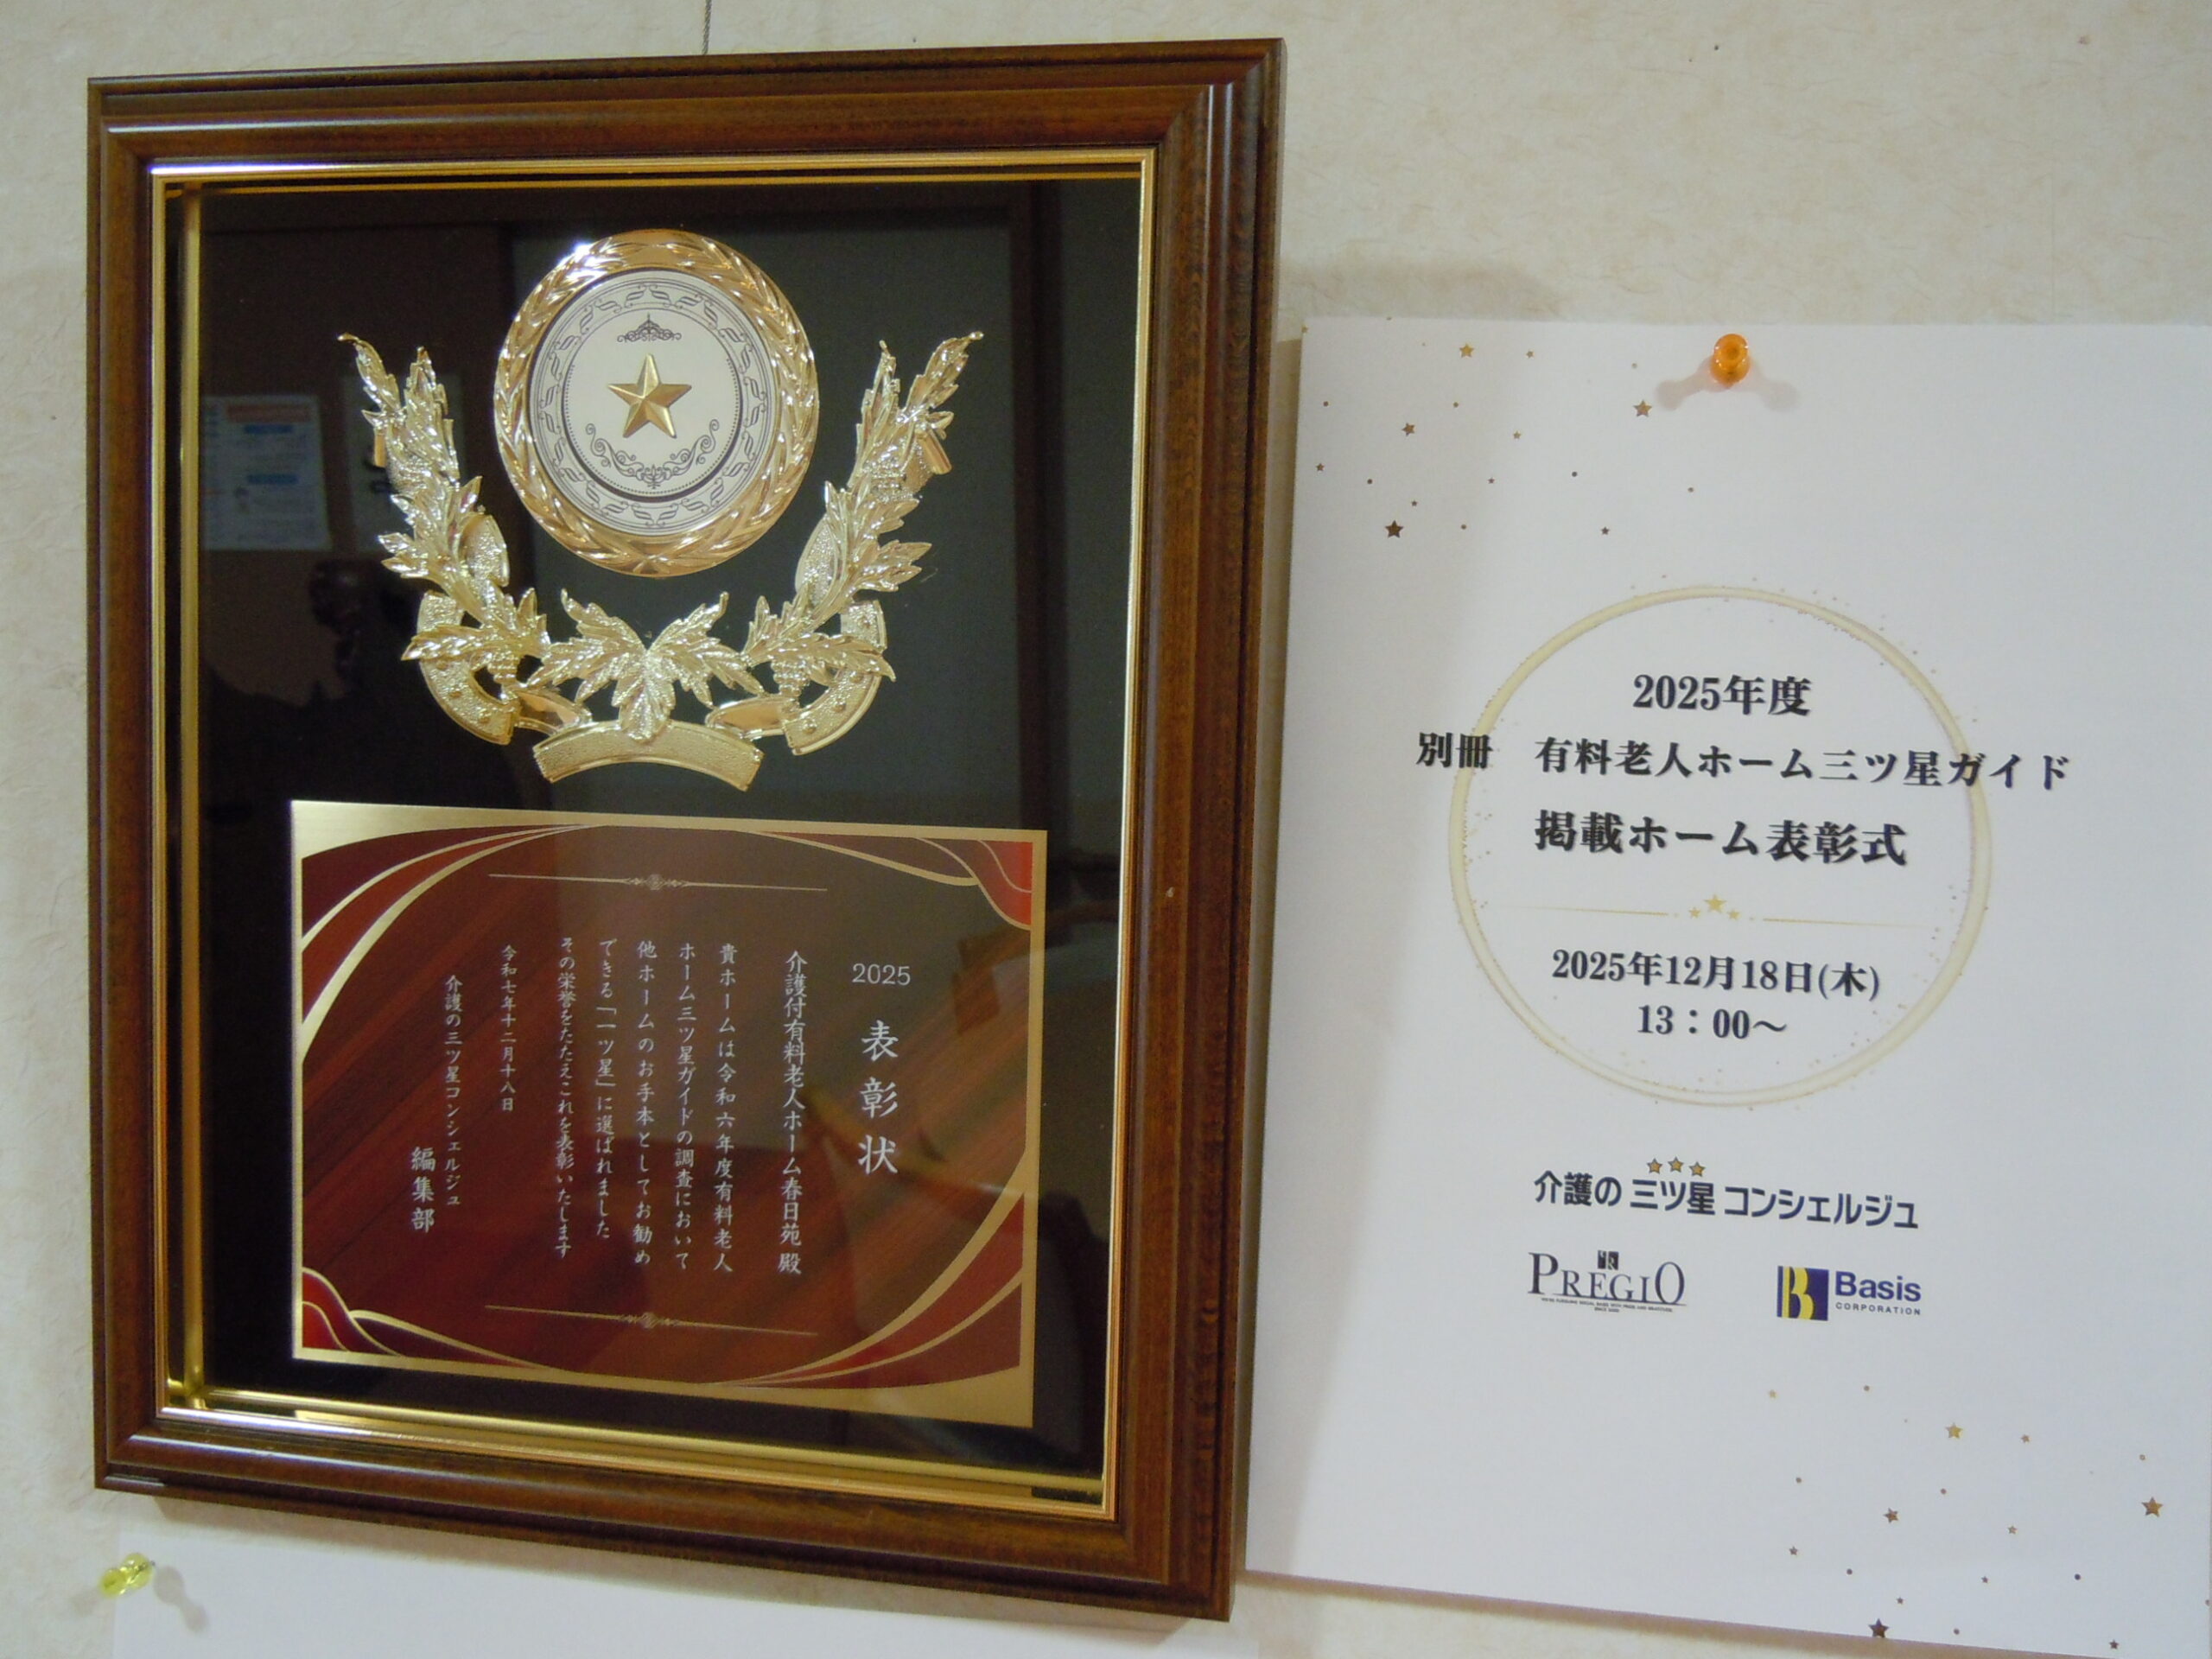 2025
表彰状
介護付有料老人ホーム春日苑 殿
貴ホームは令和六年度有料老人
ホーム三ツ星ガイドの調査において
他ホームのお手本としてお勧め
できる「一ツ星」に選ばれました
その栄誉をたたえこれを表彰いたします
令和七年十二月十八日
介護の三ツ星コンシェルジュ
編集部
2025年度
別冊 有料老人ホーム三ツ星ガイド
掲載ホーム表彰式
2025年12月18日(木)
13：00～
介護の 三ツ星 コンシェルジュ
PREGIO
Basis
CORPORATION